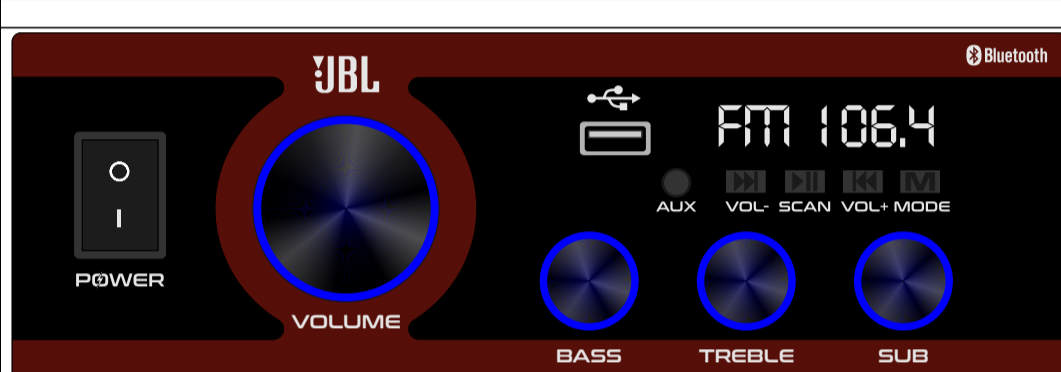 JBL
Bluetooth
FM 106.4
AUX VOL- SCAN VOL+ MODE
M
POWER
VOLUME
BASS TREBLE SUB